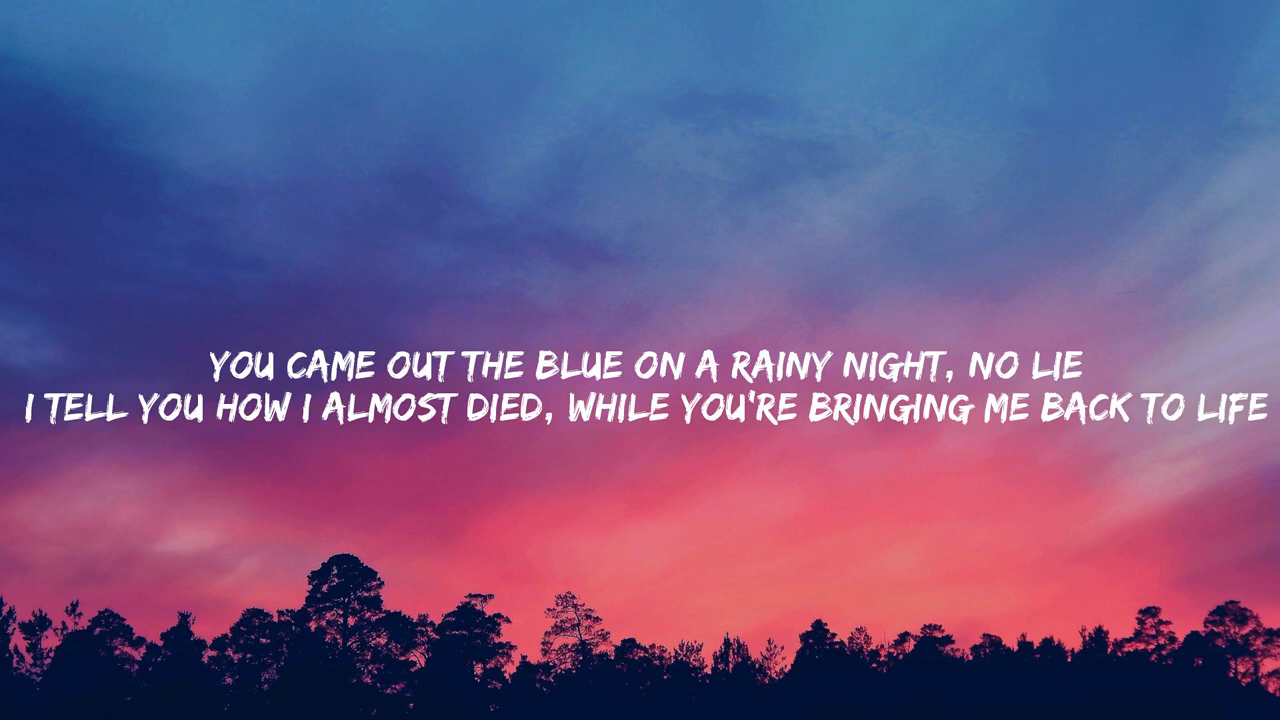 YOU CAME OUT THE BLUE ON A RAINY NIGHT, NO LIE
I TELL YOU HOW I ALMOST DIED, WHILE YOU'RE BRINGING ME BACK TO LIFE